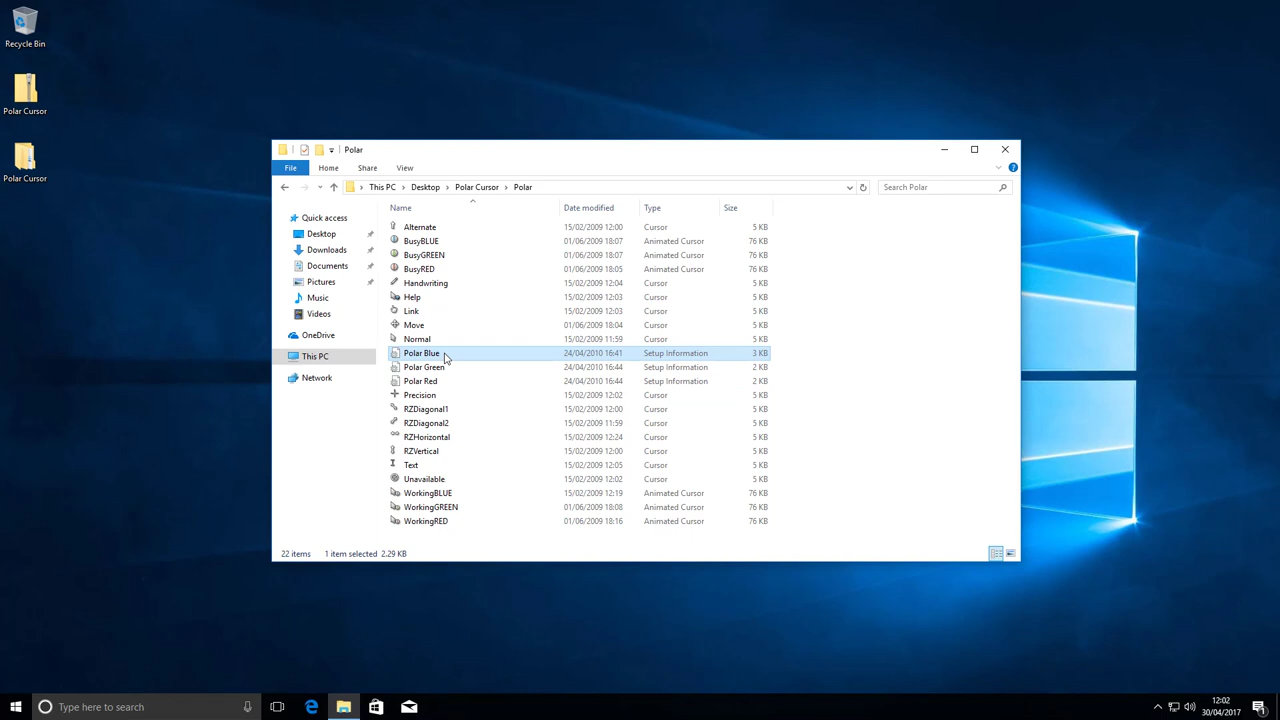 Recycle Bin
Polar Cursor
Polar Cursor
Polar
File Home Share View
This PC Desktop Polar Cursor Polar Search Polar
Name Date modified Type Size
Quick access
Desktop
Downloads
Documents
Pictures
Music
Videos
OneDrive
This PC
Network
Alternate 15/02/2009 12:00 Cursor 5 KB
BusyBLUE 01/06/2009 18:07 Animated Cursor 76 KB
BusyGREEN 01/06/2009 18:07 Animated Cursor 76 KB
BusyRED 01/06/2009 18:05 Animated Cursor 76 KB
Handwriting 15/02/2009 12:04 Cursor 5 KB
Help 15/02/2009 12:03 Cursor 5 KB
Link 15/02/2009 12:03 Cursor 5 KB
Move 01/06/2009 18:04 Cursor 5 KB
Normal 15/02/2009 11:59 Cursor 5 KB
Polar Blue 24/04/2010 16:41 Setup Information 3 KB
Polar Green 24/04/2010 16:44 Setup Information 2 KB
Polar Red 24/04/2010 16:44 Setup Information 2 KB
Precision 15/02/2009 12:02 Cursor 5 KB
RZDiagonal1 15/02/2009 12:00 Cursor 5 KB
RZDiagonal2 15/02/2009 11:59 Cursor 5 KB
RZHorizontal 15/02/2009 12:24 Cursor 5 KB
RZVertical 15/02/2009 12:00 Cursor 5 KB
Text 15/02/2009 12:05 Cursor 5 KB
Unavailable 15/02/2009 12:02 Cursor 5 KB
WorkingBLUE 15/02/2009 12:19 Animated Cursor 76 KB
WorkingGREEN 01/06/2009 18:08 Animated Cursor 76 KB
WorkingRED 01/06/2009 18:16 Animated Cursor 76 KB
22 items 1 item selected 2.29 KB
Type here to search
12:02
30/04/2017